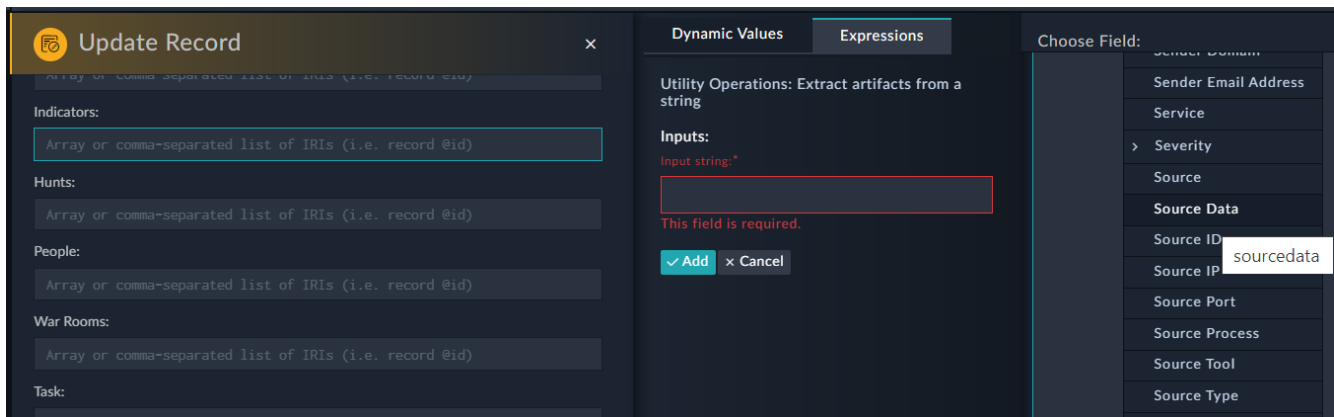 Update Record
×
Array or comma-separated list of IRIs (i.e. record @id)
Indicators:
Array or comma-separated list of IRIs (i.e. record @id)
Hunts:
Array or comma-separated list of IRIs (i.e. record @id)
People:
Array or comma-separated list of IRIs (i.e. record @id)
War Rooms:
Array or comma-separated list of IRIs (i.e. record @id)
Task:
Dynamic Values
Expressions
Utility Operations: Extract artifacts from a
string
Inputs:
Input string:*
This field is required.
✓ Add × Cancel
Choose Field:
Sender Domain
Sender Email Address
Service
> Severity
Source
Source Data
Source ID
sourcedata
Source IP
Source Port
Source Process
Source Tool
Source Type